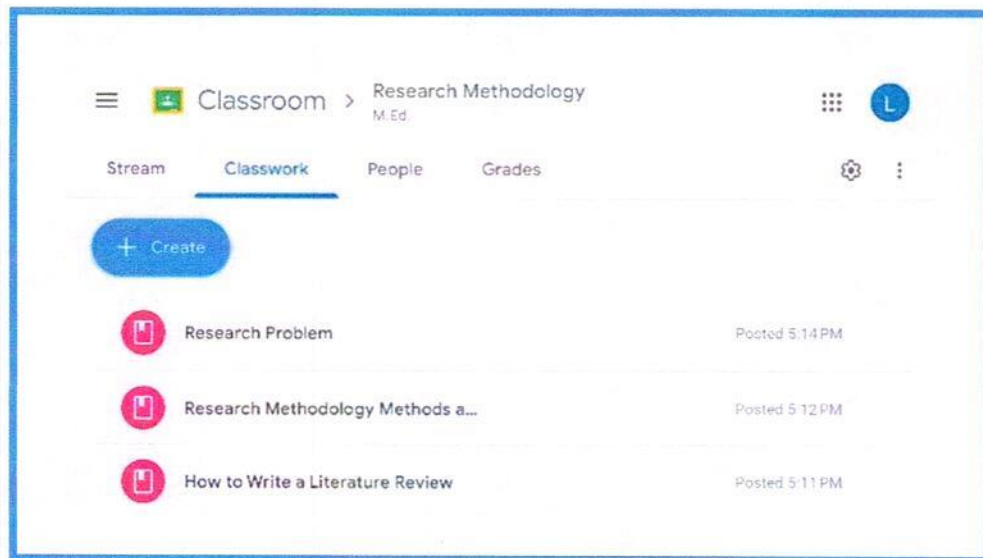 Classroom > Research Methodology
M.Ed.
L
Stream Classwork People Grades
+ Create
Research Problem Posted 5:14 PM
Research Methodology Methods a... Posted 5:12 PM
How to Write a Literature Review Posted 5:11 PM